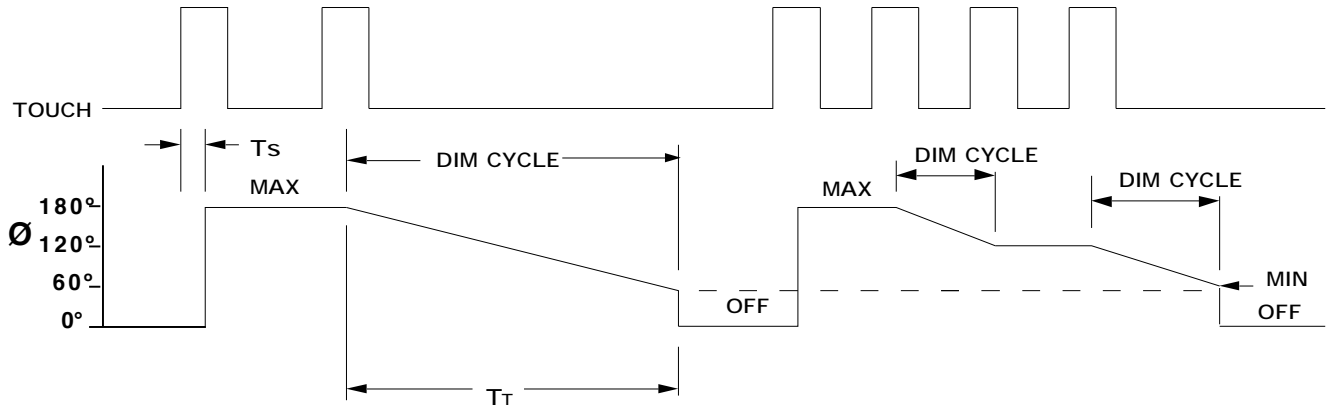 TOUCH
Ts
DIM CYCLE
DIM CYCLE
DIM CYCLE
MAX
MAX
180°
Ø
120°
60°
MIN
OFF
OFF
0°
TT